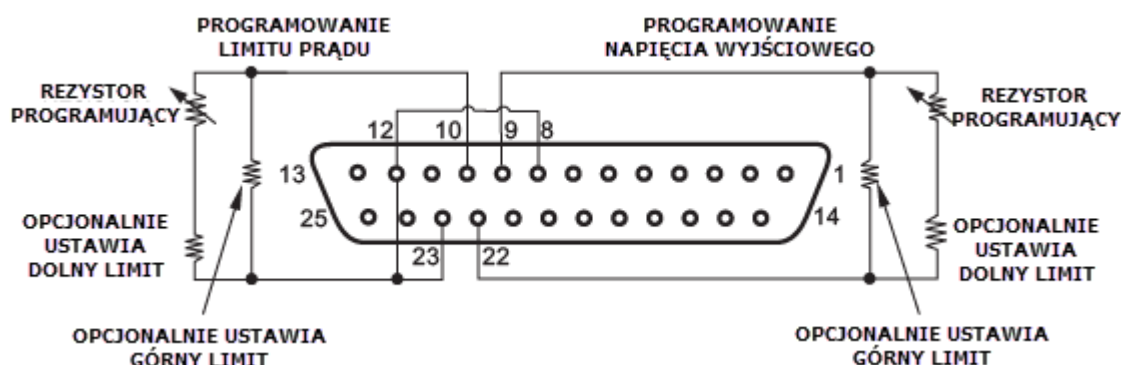 PROGRAMOWANIE
LIMITU PRĄDU
PROGRAMOWANIE
NAPIĘCIA WYJŚCIOWEGO
REZYSTOR
PROGRAMUJĄCY
REZYSTOR
PROGRAMUJĄCY
12 10 9 8
13 1
25 14
23 22
OPCJONALNIE
USTAWIA
DOLNY LIMIT
OPCJONALNIE
USTAWIA
DOLNY LIMIT
OPCJONALNIE USTAWIA
GÓRNY LIMIT
OPCJONALNIE USTAWIA
GÓRNY LIMIT